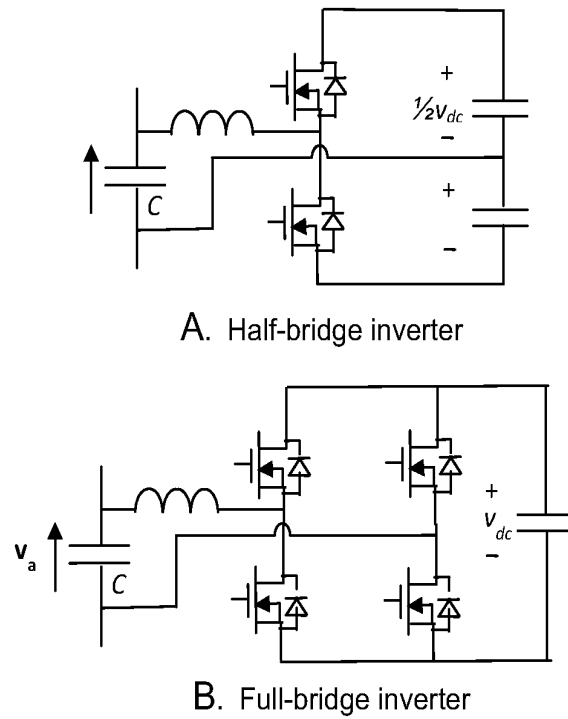 +
½v_dc
-
+
C
-
A. Half-bridge inverter
+
v_a
v_dc
-
C
B. Full-bridge inverter